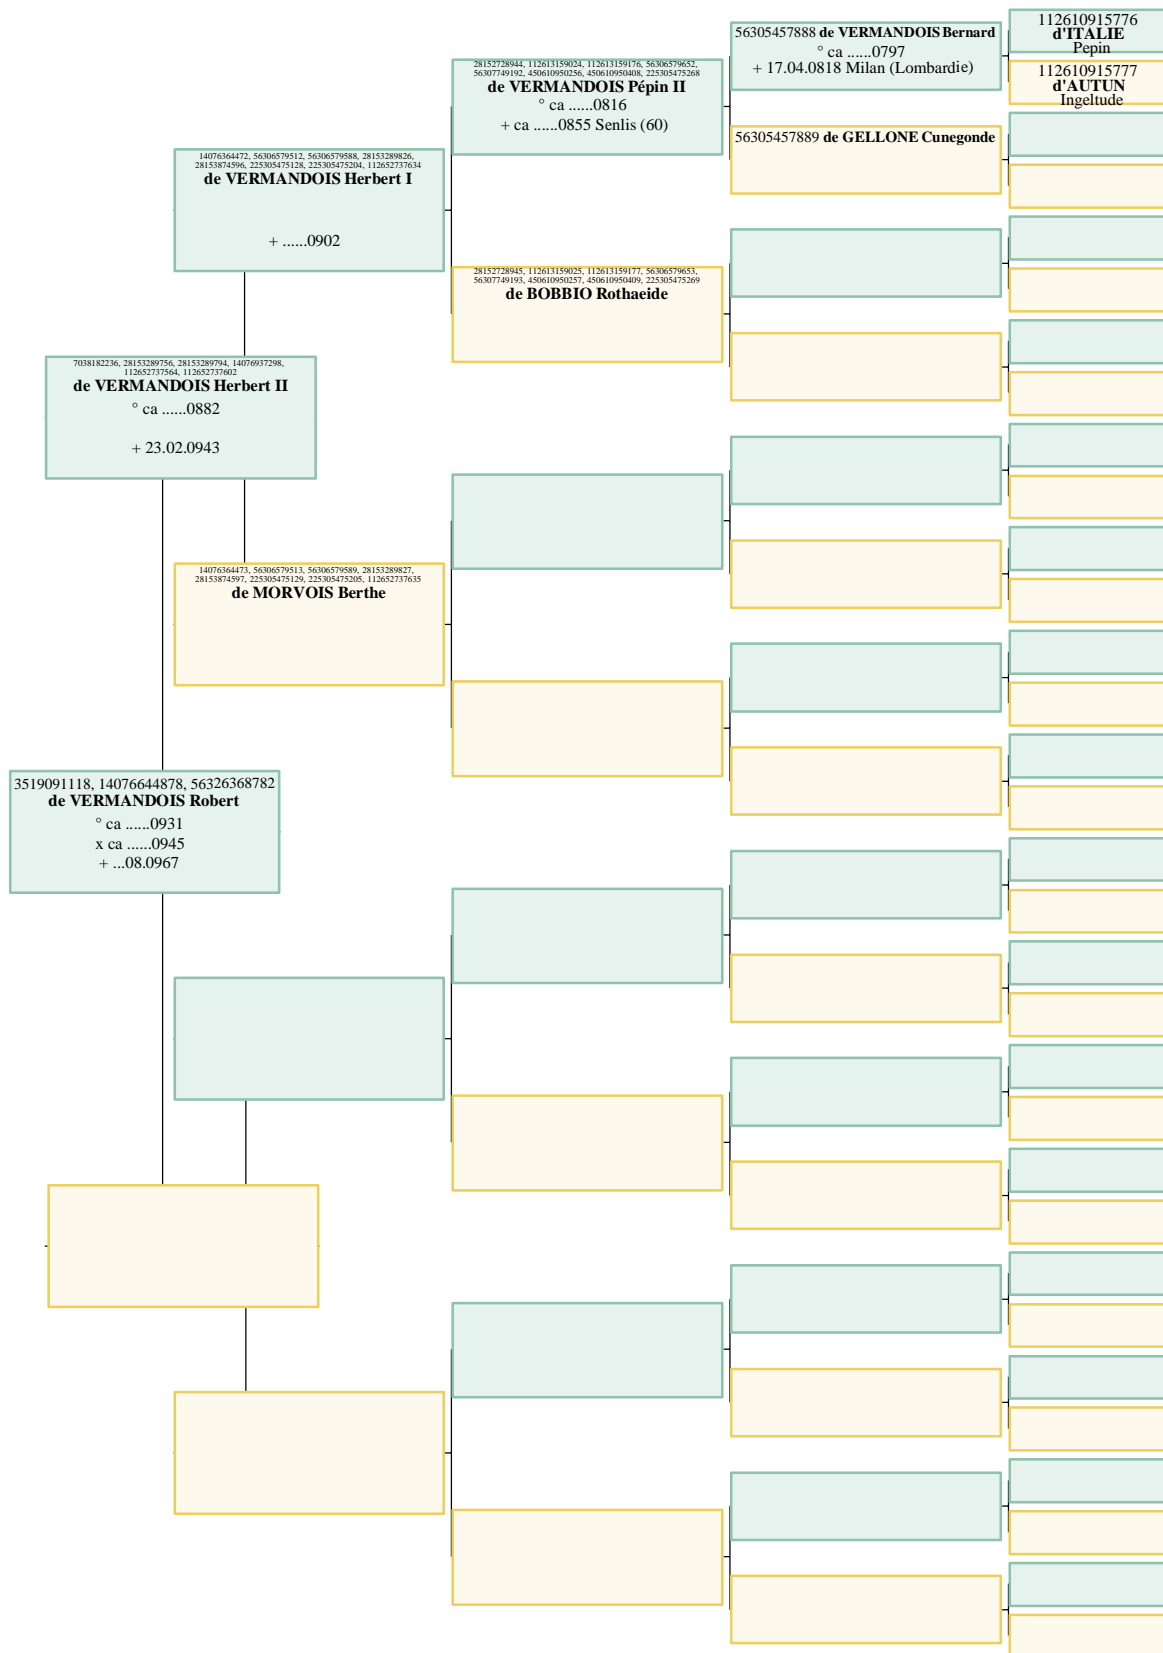 56305457888 de VERMANDOIS Bernard
° ca ......0797
+ 17.04.0818 Milan (Lombardie)
112610915776
d'ITALIE
Pepin
112610915777
d'AUTUN
Ingeltude
28152728944, 112613159024, 112613159176, 56306579652,
56307749192, 450610950256, 450610950408, 225305475268
de VERMANDOIS Pépin II
° ca ......0816
+ ca ......0855 Senlis (60)
56305457889 de GELLONE Cunegonde
14076364472, 56306579512, 56306579588, 28153289826,
28153874596, 225305475128, 225305475204, 112652737634
de VERMANDOIS Herbert I
+ ......0902
28152728945, 112613159025, 112613159177, 56306579653,
56307749193, 450610950257, 450610950409, 225305475269
de BOBBIO Rothaeide
7038182236, 28153289756, 28153289794, 14076937298,
112652737564, 112652737602
de VERMANDOIS Herbert II
° ca ......0882
+ 23.02.0943
14076364473, 56306579513, 56306579589, 28153289827,
28153874597, 225305475129, 225305475205, 112652737635
de MORVOIS Berthe
3519091118, 14076644878, 56326368782
de VERMANDOIS Robert
° ca ......0931
x ca ......0945
+ ...08.0967